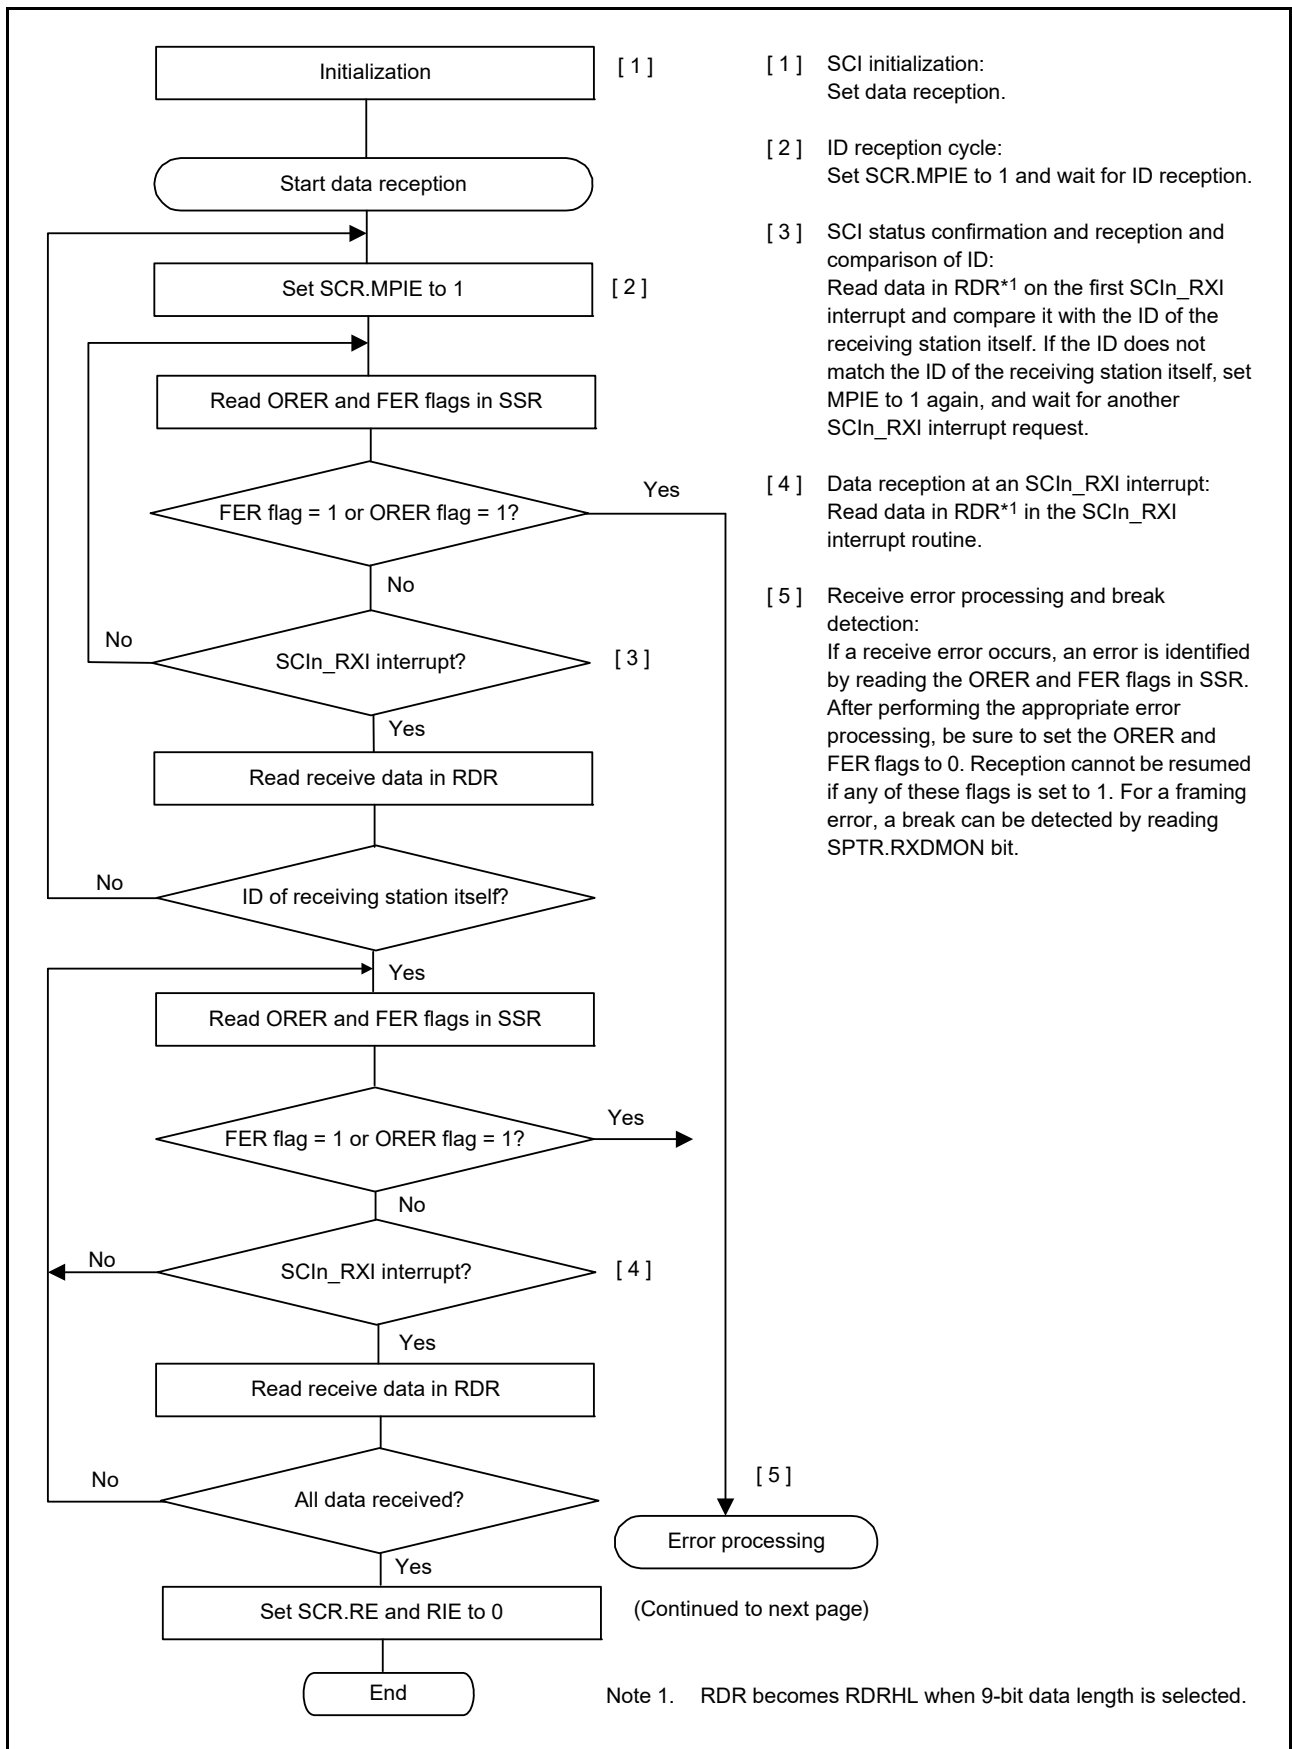 Initialization
[ 1 ]
Start data reception
Set SCR.MPIE to 1
[ 2 ]
Read ORER and FER flags in SSR
FER flag = 1 or ORER flag = 1?
Yes
No
SCIn_RXI interrupt?
No
[ 3 ]
Yes
Read receive data in RDR
No
ID of receiving station itself?
Yes
Read ORER and FER flags in SSR
FER flag = 1 or ORER flag = 1?
Yes
No
No
SCIn_RXI interrupt?
[ 4 ]
Yes
Read receive data in RDR
No
All data received?
Yes
Set SCR.RE and RIE to 0
End
[ 5 ]
Error processing
(Continued to next page)
[ 1 ] SCI initialization:
Set data reception.
[ 2 ] ID reception cycle:
Set SCR.MPIE to 1 and wait for ID reception.
[ 3 ] SCI status confirmation and reception and
comparison of ID:
Read data in RDR*1 on the first SCIn_RXI
interrupt and compare it with the ID of the
receiving station itself. If the ID does not
match the ID of the receiving station itself, set
MPIE to 1 again, and wait for another
SCIn_RXI interrupt request.
[ 4 ] Data reception at an SCIn_RXI interrupt:
Read data in RDR*1 in the SCIn_RXI
interrupt routine.
[ 5 ] Receive error processing and break
detection:
If a receive error occurs, an error is identified
by reading the ORER and FER flags in SSR.
After performing the appropriate error
processing, be sure to set the ORER and
FER flags to 0. Reception cannot be resumed
if any of these flags is set to 1. For a framing
error, a break can be detected by reading
SPTR.RXDMON bit.
Note 1. RDR becomes RDRHL when 9-bit data length is selected.